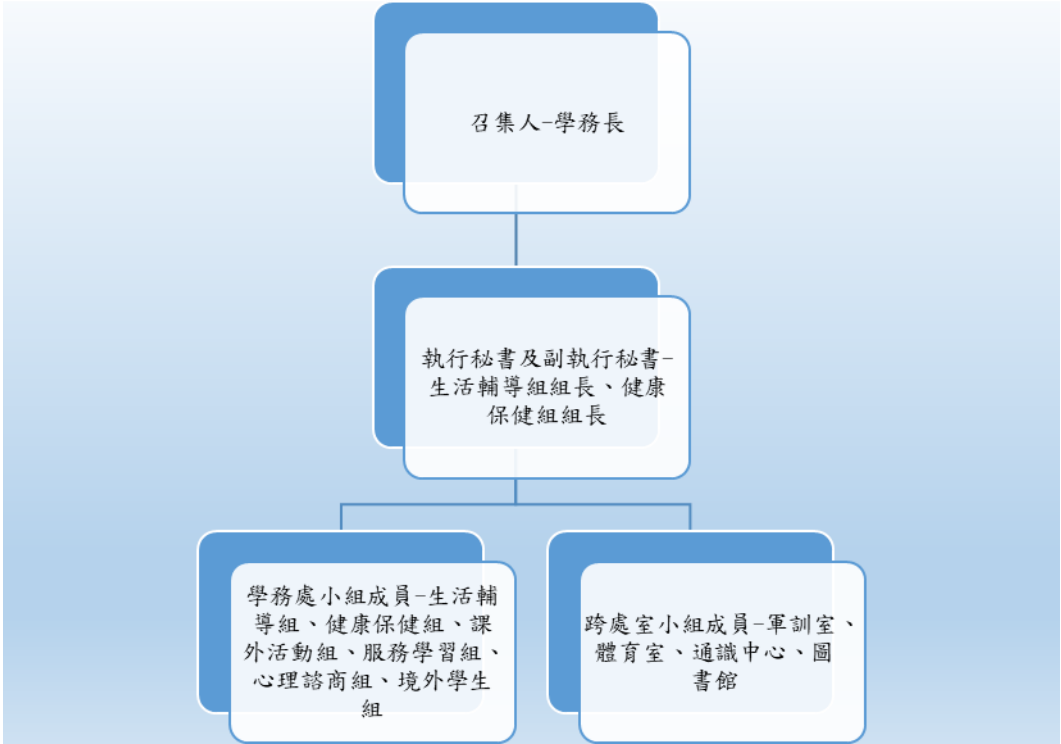 召集人-學務長
執行秘書及副執行秘書-
生活輔導組組長、健康
保健組組長
學務處小組成員-生活輔
導組、健康保健組、課
外活動組、服務學習組、
心理諮商組、境外學生
組
跨處室小組成員-軍訓室、
體育室、通識中心、圖
書館